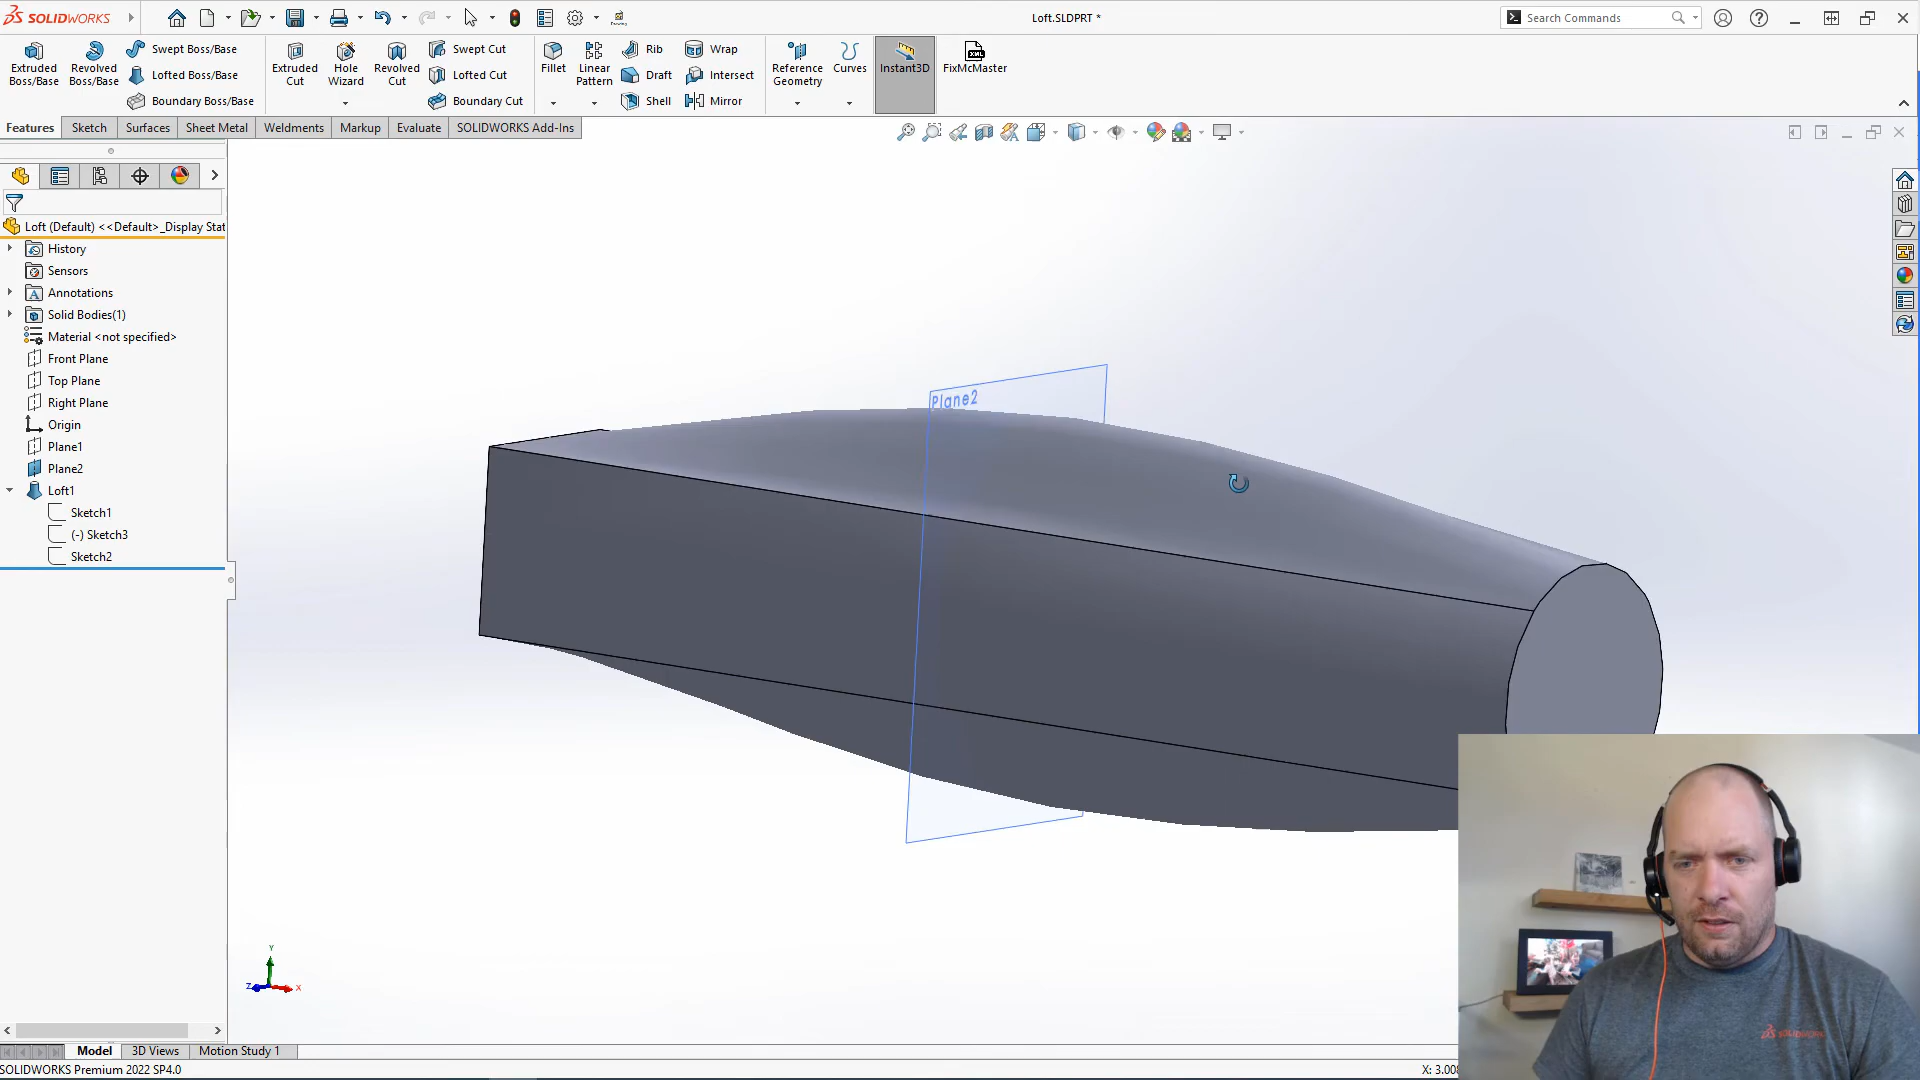 SOLIDWORKS
Loft.SLDPRT *
Search Commands
Extruded Boss/Base
Revolved Boss/Base
Swept Boss/Base
Lofted Boss/Base
Boundary Boss/Base
Extruded Cut
Hole Wizard
Revolved Cut
Swept Cut
Lofted Cut
Boundary Cut
Fillet
Linear Pattern
Rib
Draft
Shell
Wrap
Intersect
Mirror
Reference Geometry
Curves
Instant3D
FixMcMaster
Features
Sketch
Surfaces
Sheet Metal
Weldments
Markup
Evaluate
SOLIDWORKS Add-Ins
Loft (Default) <<Default>_Display Stat
History
Sensors
A Annotations
Solid Bodies(1)
Material <not specified>
Front Plane
Top Plane
Right Plane
Origin
Plane1
Plane2
Loft1
Sketch1
(-) Sketch3
Sketch2
Plane2
Y
Z
X
SOLIDWORKS
Model
3D Views
Motion Study 1
SOLIDWORKS Premium 2022 SP4.0
X: 3.008